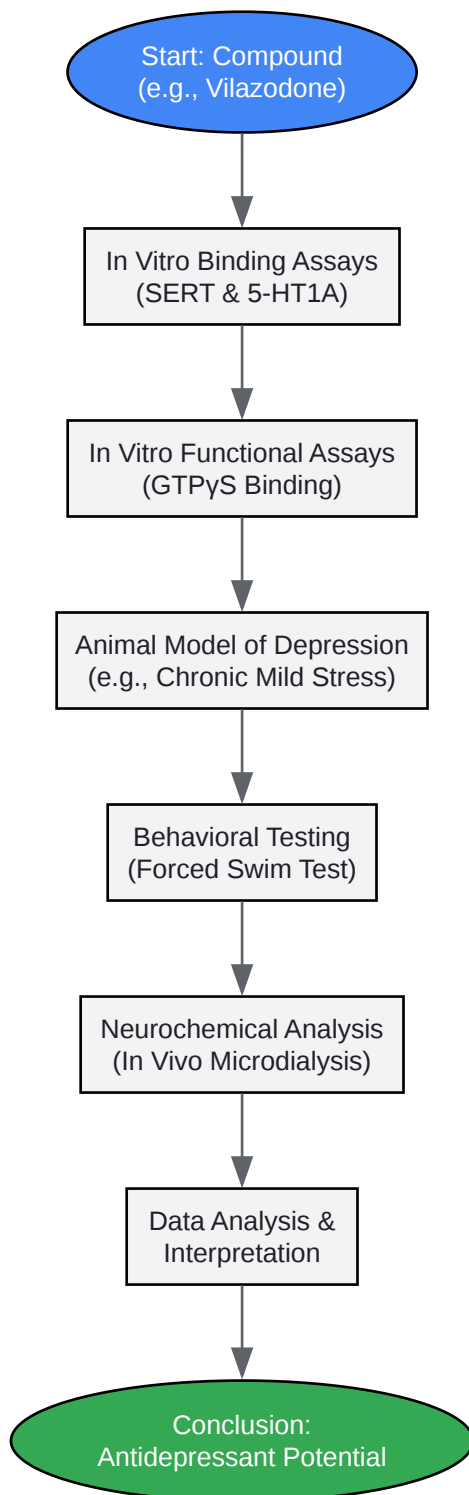 Start: Compound
(e.g., Vilazodone)
In Vitro Binding Assays
(SERT & 5-HT1A)
In Vitro Functional Assays
(GTPγS Binding)
Animal Model of Depression
(e.g., Chronic Mild Stress)
Behavioral Testing
(Forced Swim Test)
Neurochemical Analysis
(In Vivo Microdialysis)
Data Analysis &
Interpretation
Conclusion:
Antidepressant Potential